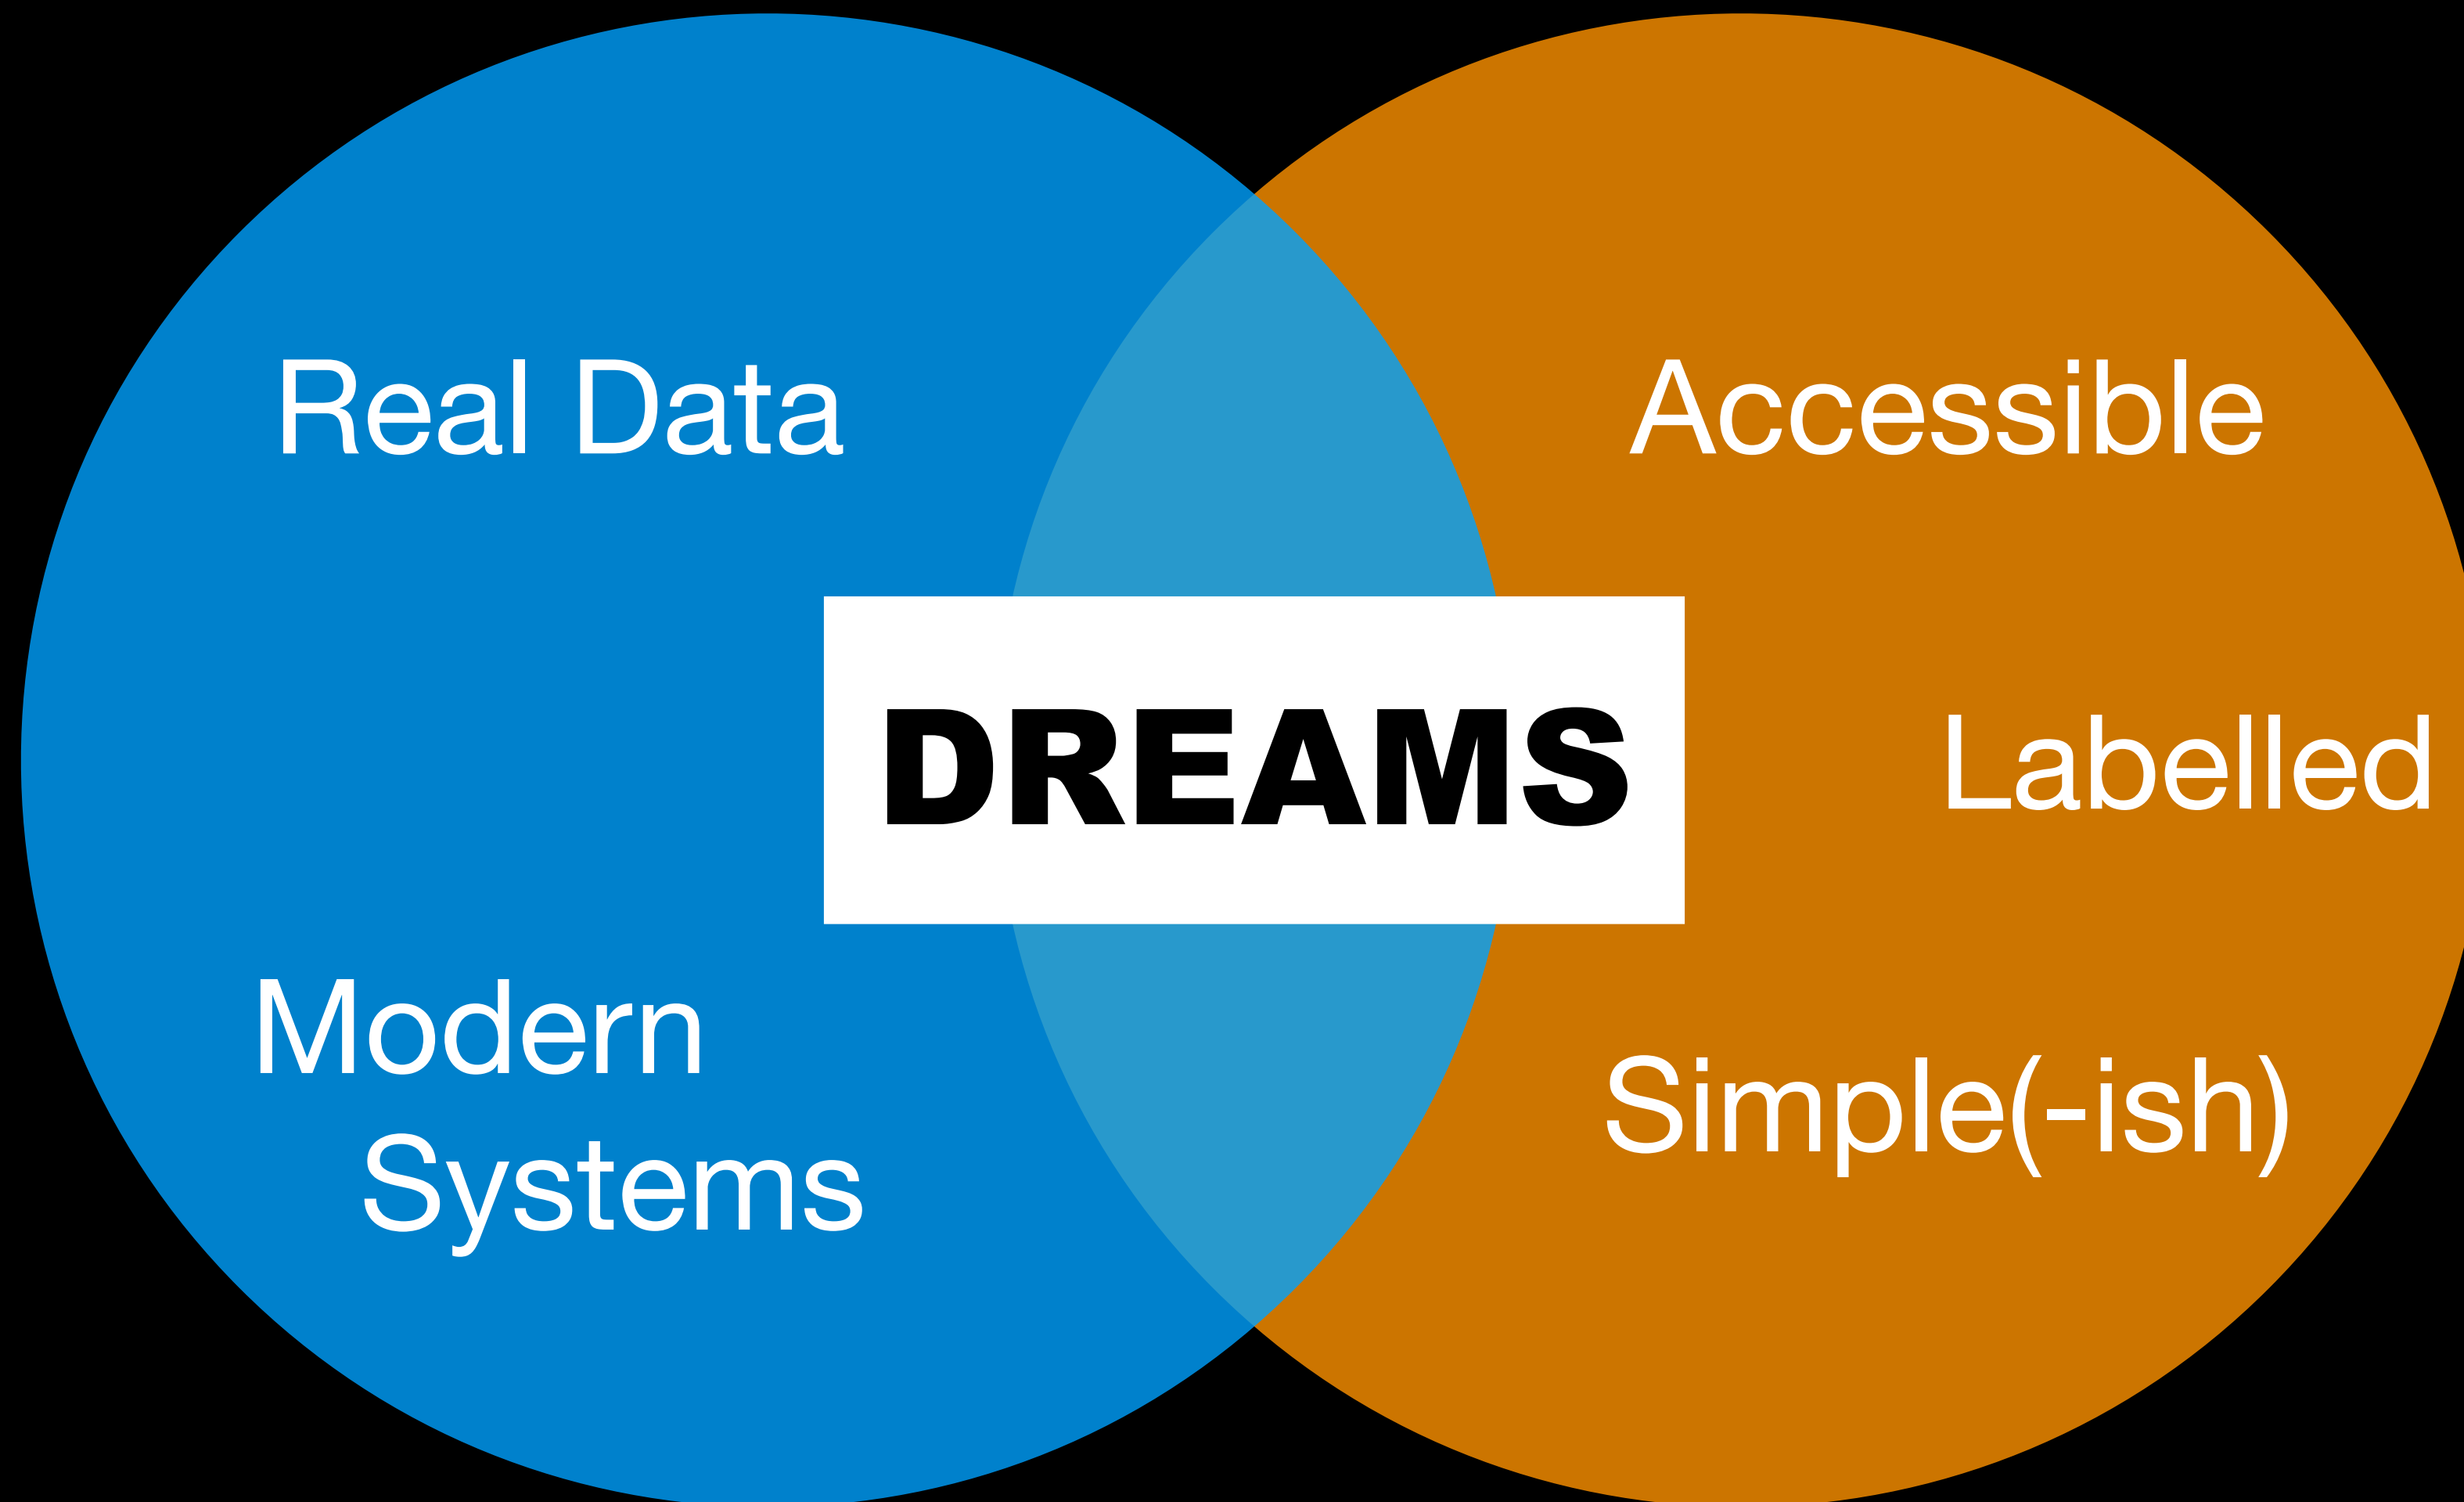 Real Data
Accessible
DREAMS
Labelled
Modern
Systems
Simple(-ish)